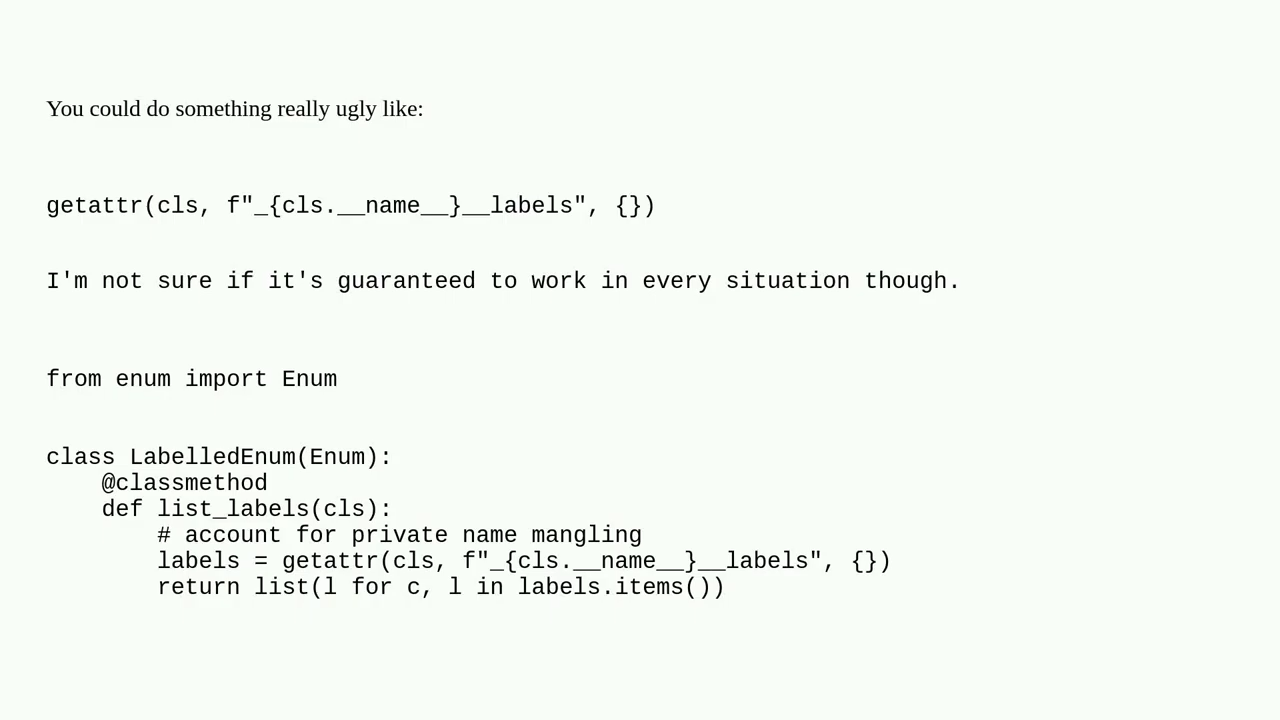 You could do something really ugly like:
getattr(cls, f"_{cls.__name__}__labels", {})
I'm not sure if it's guaranteed to work in every situation though.
from enum import Enum
class LabelledEnum(Enum):
    @classmethod
    def list_labels(cls):
        # account for private name mangling
        labels = getattr(cls, f"_{cls.__name__}__labels", {})
        return list(l for c, l in labels.items())